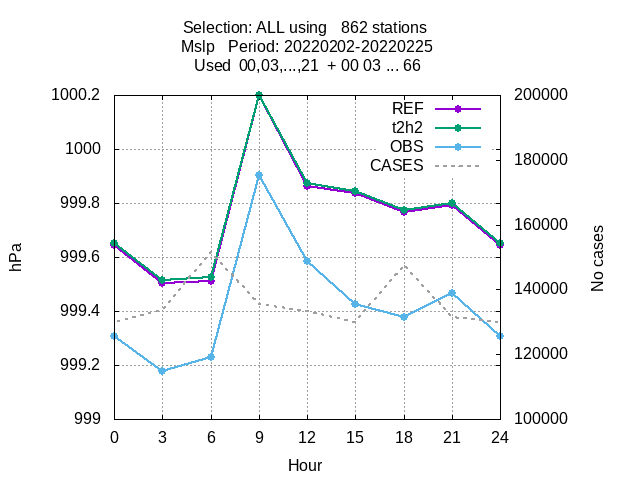 Selection: ALL using   862 stations
Mslp   Period: 20220202-20220225
Used  00,03,...,21  + 00 03 ... 66
1000.2
1000
999.8
999.6
999.4
999.2
999
hPa
REF
t2h2
OBS
CASES
200000
180000
160000
140000
120000
100000
No cases
0 3 6 9 12 15 18 21 24
Hour